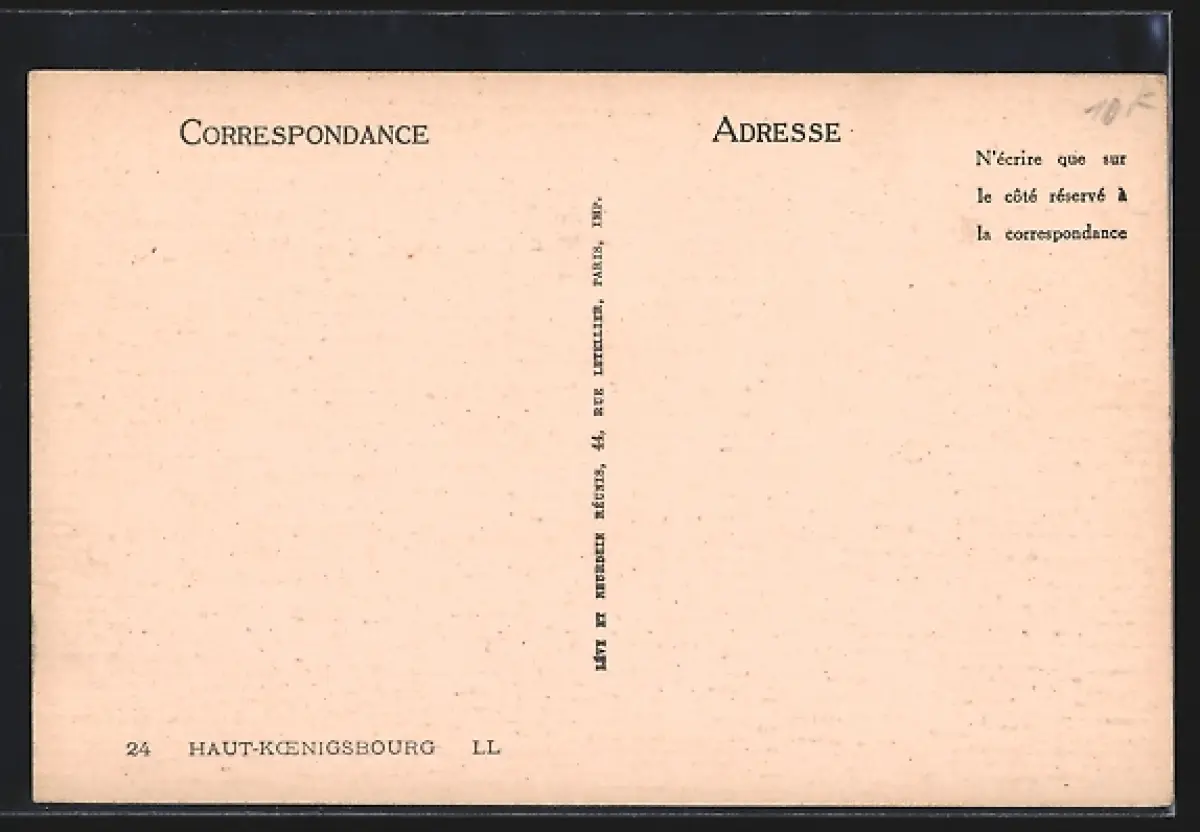 CORRESPONDANCE
ADRESSE
10F
N'écrire que sur
le côté réservé à
la correspondance
LÉVY ET NEURDEIN RÉUNIS, 44, RUE LETELLIER, PARIS, IMP.
24 HAUT-KŒNIGSBOURG LL